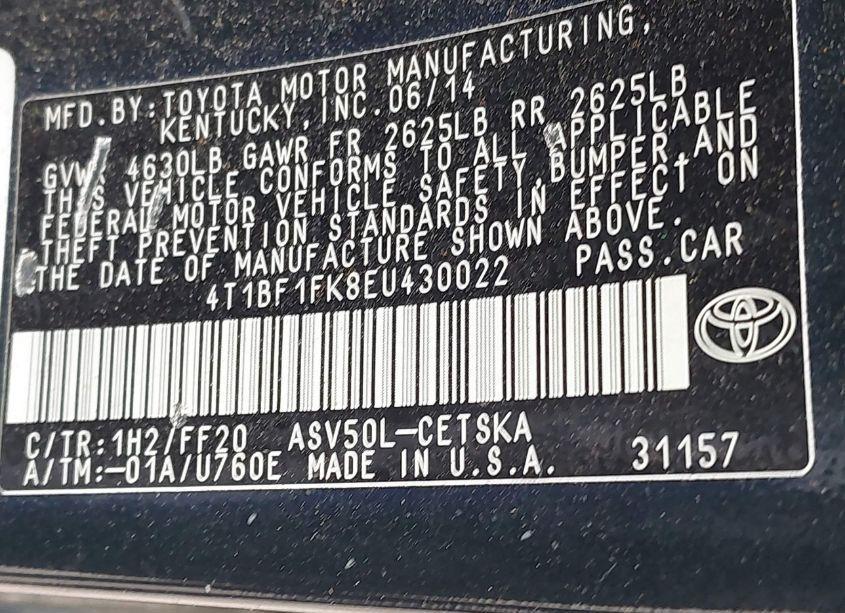 MFD.BY:TOYOTA MOTOR MANUFACTURING,
KENTUCKY, INC.06/14
GVWR 4630LB GAWR FR 2625LB RR 2625LB
THIS VEHICLE CONFORMS TO ALL APPLICABLE
FEDERAL MOTOR VEHICLE SAFETY,BUMPER,AND
THEFT PREVENTION STANDARDS IN EFFECT ON
THE DATE OF MANUFACTURE SHOWN ABOVE.
4T1BF1FK8EU430022 PASS.CAR
C/TR:1H2/FF20 ASV50L-CETSKA
A/TM:-01A/U760E MADE IN U.S.A. 31157